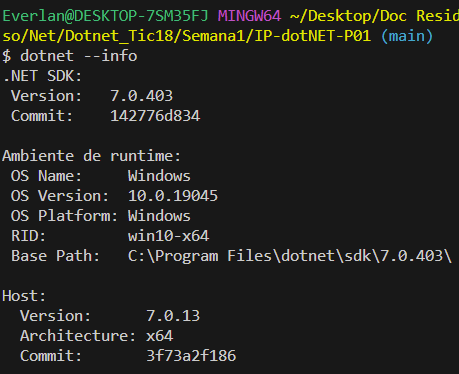 Everlan@DESKTOP-7SM35FJ MINGW64 ~/Desktop/Doc Resid
so/Net/Dotnet_Tic18/Semana1/IP-dotNET-P01 (main)
$ dotnet --info
.NET SDK:
 Version:   7.0.403
 Commit:    142776d834

Ambiente de runtime:
 OS Name:     Windows
 OS Version:  10.0.19045
 OS Platform: Windows
 RID:         win10-x64
 Base Path:   C:\Program Files\dotnet\sdk\7.0.403\

Host:
  Version:      7.0.13
  Architecture: x64
  Commit:       3f73a2f186